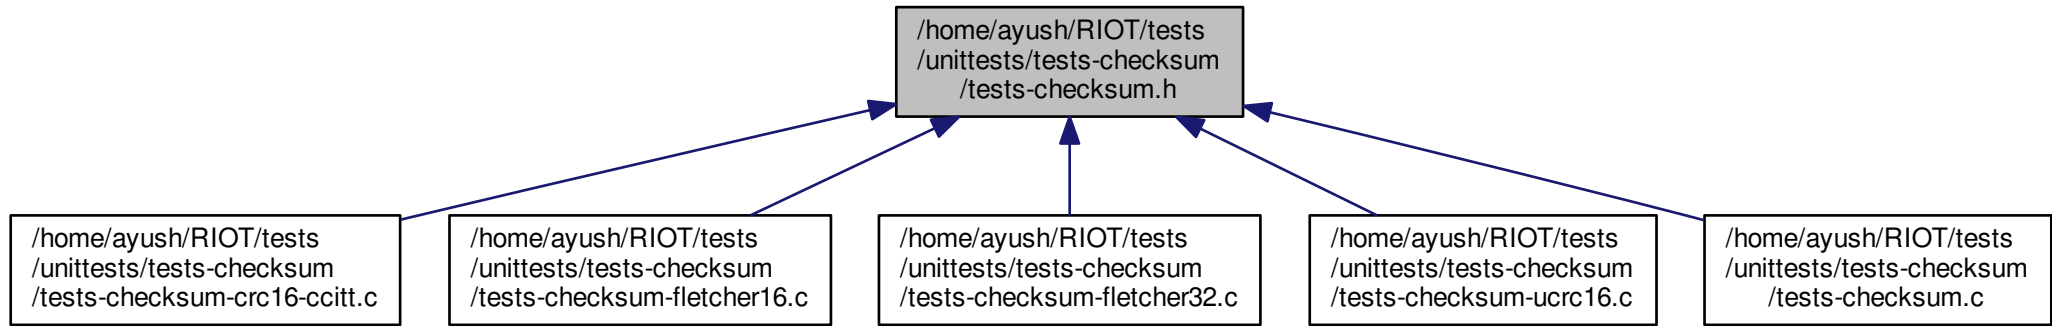 /home/ayush/RIOT/tests
/unittests/tests-checksum
/tests-checksum.h
/home/ayush/RIOT/tests
/unittests/tests-checksum
/tests-checksum-crc16-ccitt.c
/home/ayush/RIOT/tests
/unittests/tests-checksum
/tests-checksum-fletcher16.c
/home/ayush/RIOT/tests
/unittests/tests-checksum
/tests-checksum-fletcher32.c
/home/ayush/RIOT/tests
/unittests/tests-checksum
/tests-checksum-ucrc16.c
/home/ayush/RIOT/tests
/unittests/tests-checksum
/tests-checksum.c